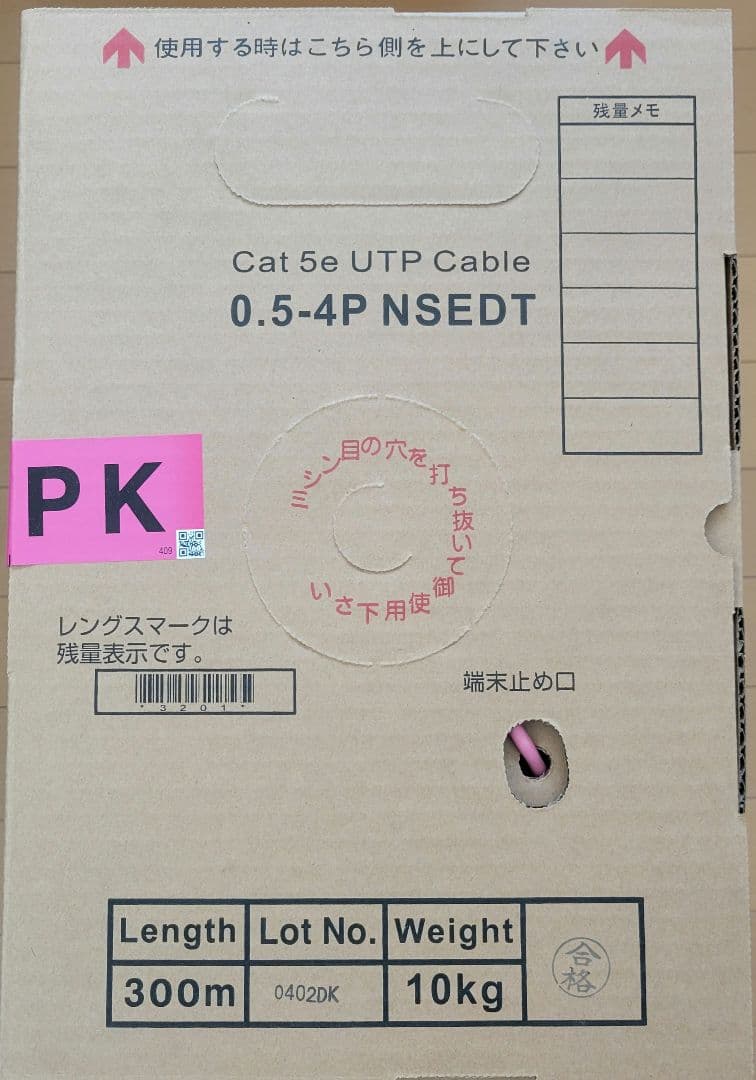 使用する時はこちら側を上にして下さい
残量メモ
Cat 5e UTP Cable
0.5-4P NSEDT
ミシン目の穴を打ち抜いて御使用下さい
PK
409
レングスマークは
残量表示です。
*3201*
端末止め口
Length Lot No. Weight
300m 0402DK 10kg
合格